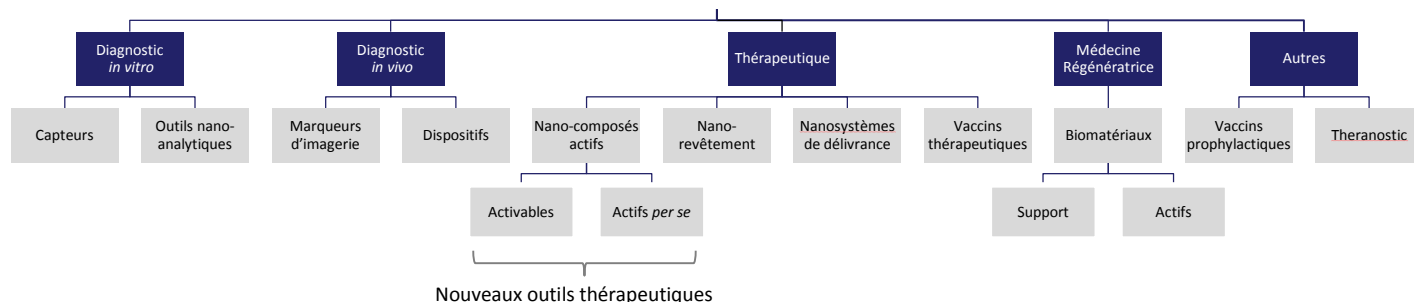 Diagnostic
in vitro
Diagnostic
in vivo
Thérapeutique
Médecine
Régénératrice
Autres
Capteurs
Outils nano-
analytiques
Marqueurs
d'imagerie
Dispositifs
Nano-composés
actifs
Nano-
revêtement
Nanosystèmes
de délivrance
Vaccins
thérapeutiques
Biomatériaux
Vaccins
prophylactiques
Theranostic
Activables
Actifs per se
Support
Actifs
Nouveaux outils thérapeutiques